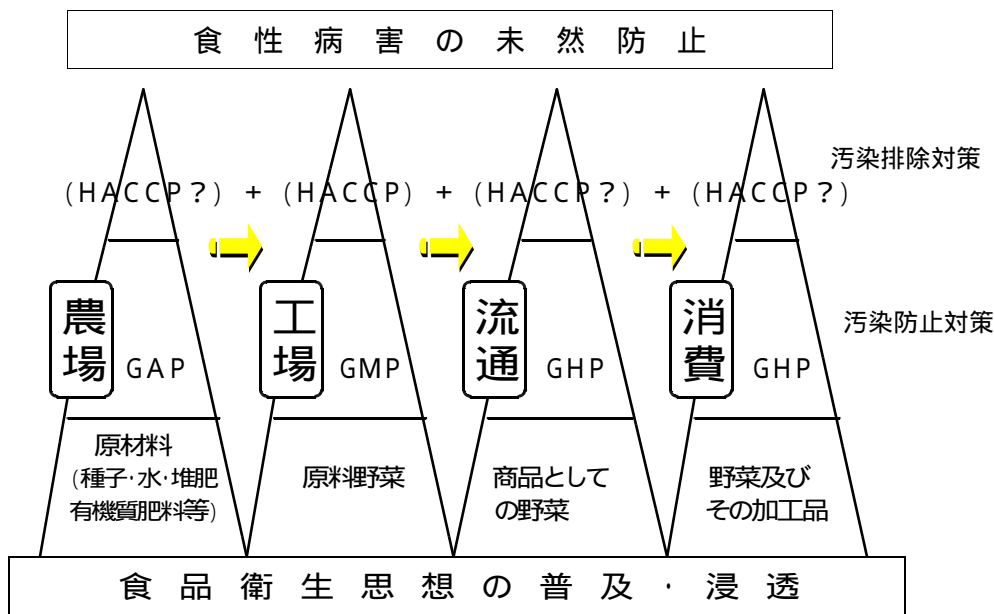 食性病害の未然防止
汚染排除対策
(HACCP?) + (HACCP) + (HACCP?) + (HACCP?)
農場
GAP
工場
GMP
流通
GHP
消費
GHP
汚染防止対策
原材料
(種子・水・堆肥
有機質肥料等)
原料野菜
商品として
の野菜
野菜及び
その加工品
食品衛生思想の普及・浸透